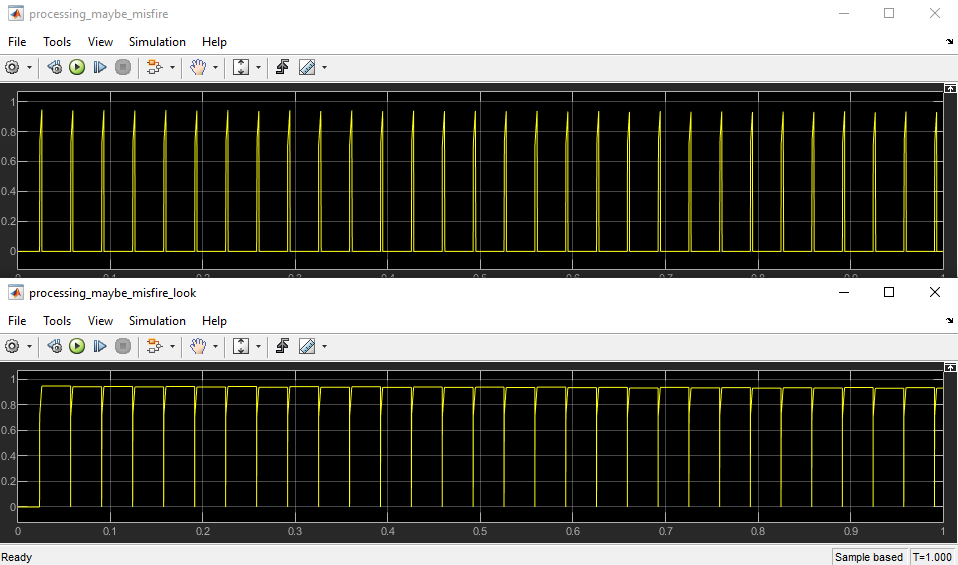 processing_maybe_misfire
File Tools View Simulation Help
1
0.8
0.6
0.4
0.2
0
0 0.1 0.2 0.3 0.4 0.5 0.6 0.7 0.8 0.9 1
processing_maybe_misfire_look
File Tools View Simulation Help
1
0.8
0.6
0.4
0.2
0
0 0.1 0.2 0.3 0.4 0.5 0.6 0.7 0.8 0.9 1
Ready Sample based T=1.000